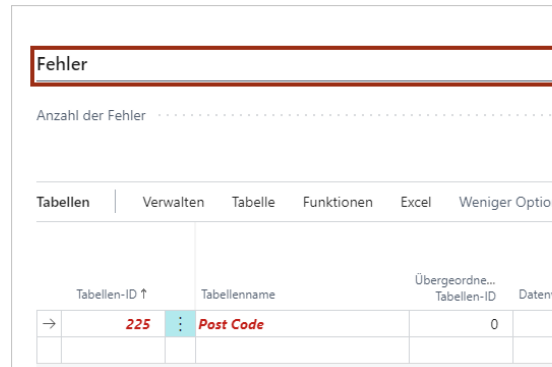 Fehler
Anzahl der Fehler
Tabellen Verwalten Tabelle Funktionen Excel Weniger Optio
Übergeordne...
Tabellen-ID ↑ Tabellenname Tabellen-ID Daten
→ 225 ⋮ Post Code 0